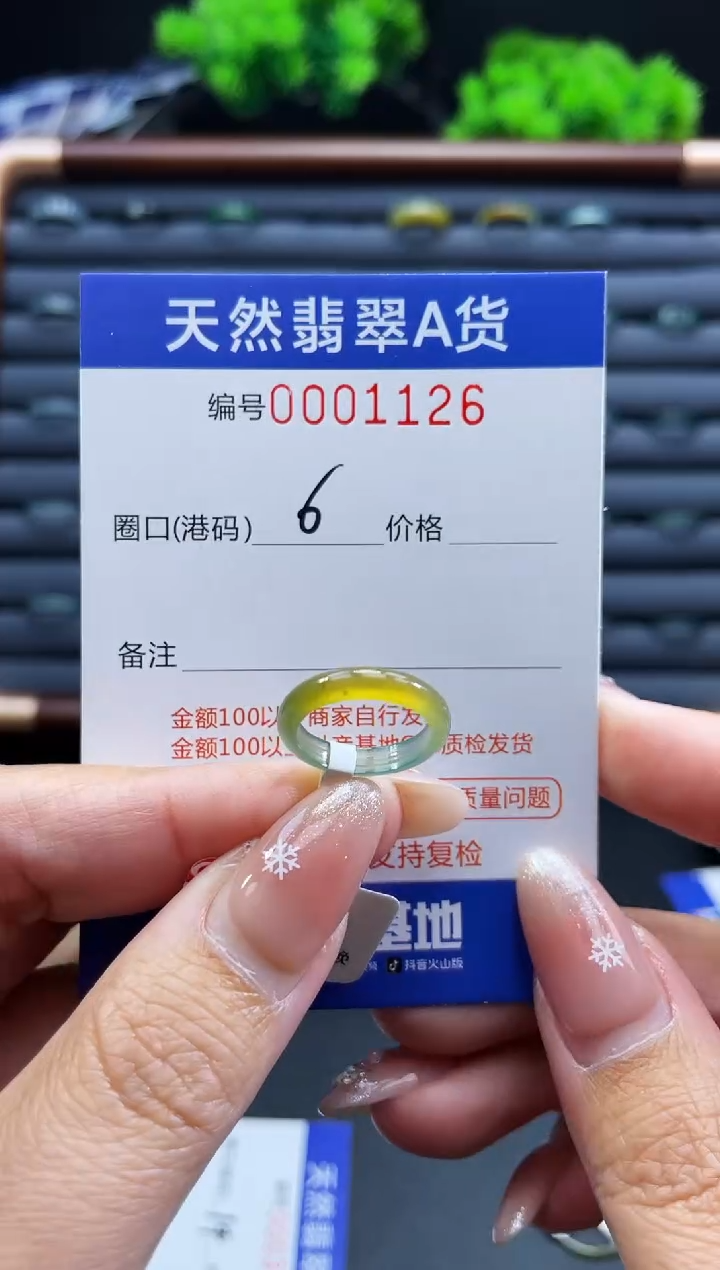 天然翡翠A货
编号0001126
圈口(港码) 6 价格
备注
金额100以 商家自行发
金额100以 基地 质检发货
质量问题
支持复检
基地
抖音火山版
天然翡翠